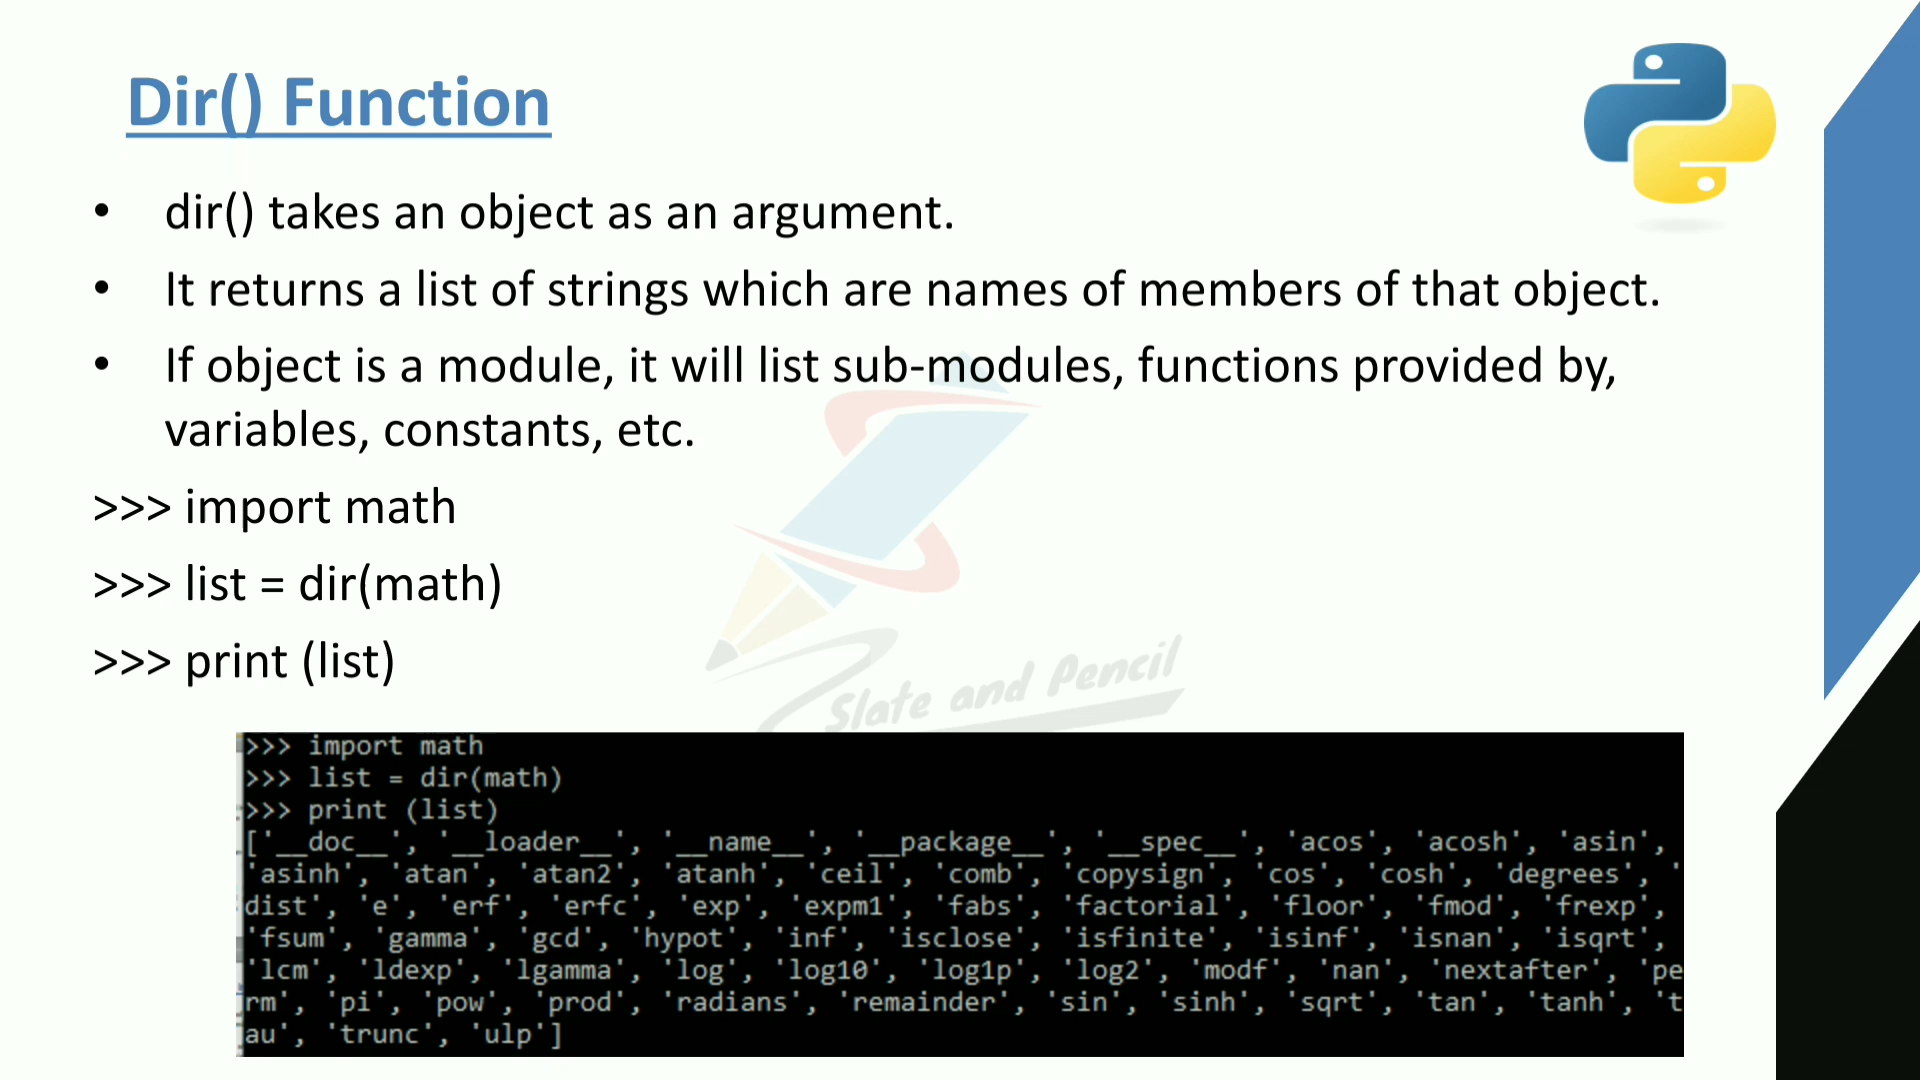 Dir() Function
• dir() takes an object as an argument.
• It returns a list of strings which are names of members of that object.
• If object is a module, it will list sub-modules, functions provided by,
variables, constants, etc.
>>> import math
>>> list = dir(math)
>>> print (list)
Slate and Pencil
>>> import math
>>> list = dir(math)
>>> print (list)
['__doc__', '__loader__', '__name__', '__package__', '__spec__', 'acos', 'acosh', 'asin',
'asinh', 'atan', 'atan2', 'atanh', 'ceil', 'comb', 'copysign', 'cos', 'cosh', 'degrees', '
dist', 'e', 'erf', 'erfc', 'exp', 'expm1', 'fabs', 'factorial', 'floor', 'fmod', 'frexp',
'fsum', 'gamma', 'gcd', 'hypot', 'inf', 'isclose', 'isfinite', 'isinf', 'isnan', 'isqrt',
'lcm', 'ldexp', 'lgamma', 'log', 'log10', 'log1p', 'log2', 'modf', 'nan', 'nextafter', 'pe
rm', 'pi', 'pow', 'prod', 'radians', 'remainder', 'sin', 'sinh', 'sqrt', 'tan', 'tanh', 't
au', 'trunc', 'ulp']